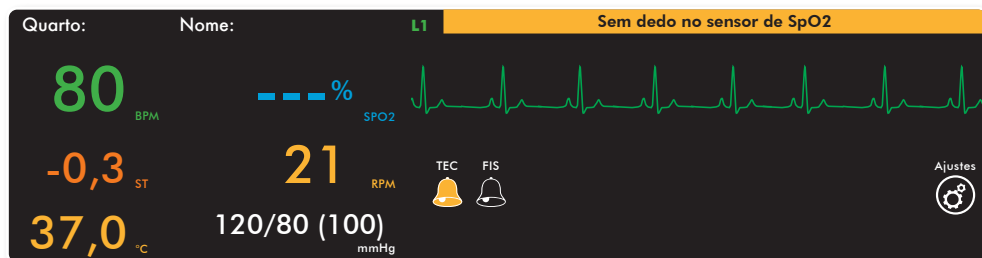 Quarto:
Nome:
L1
Sem dedo no sensor de SpO2
80 BPM
---% SPO2
-0,3 ST
21 RPM
TEC
FIS
Ajustes
37,0 °C
120/80 (100) mmHg